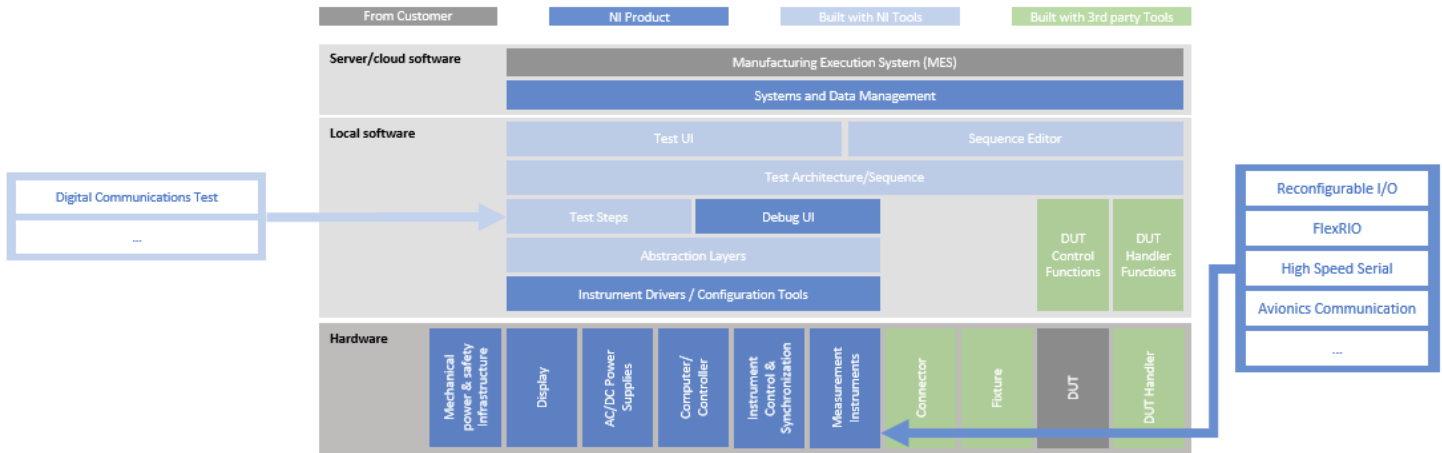 From Customer
NI Product
Built with NI Tools
Built with 3rd party Tools
Server/cloud software
Manufacturing Execution System (MES)
Systems and Data Management
Local software
Test UI
Sequence Editor
Test Architecture/Sequence
Test Steps
Debug UI
Abstraction Layers
Instrument Drivers / Configuration Tools
DUT
Control
Functions
DUT
Handler
Functions
Digital Communications Test
...
Reconfigurable I/O
FlexRIO
High Speed Serial
Avionics Communication
...
Hardware
Mechanical
power & safety
Infrastructure
Display
AC/DC Power
Supplies
Computer/
Controller
Instrument
Control &
Synchronization
Measurement
Instruments
Connector
Fixture
DUT
DUT Handler